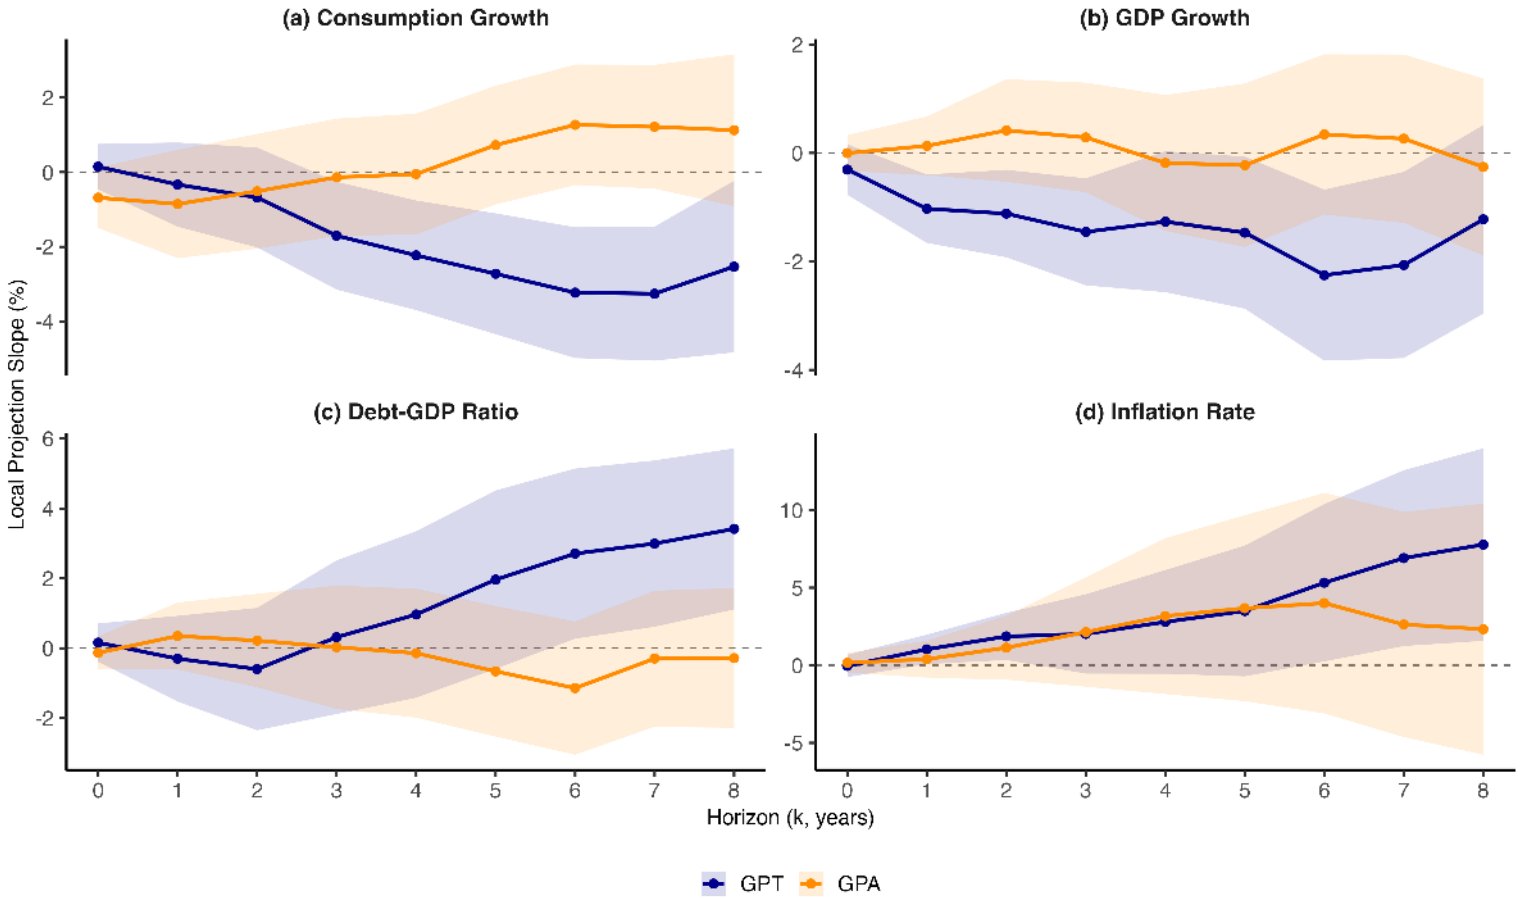 (a) Consumption Growth
(b) GDP Growth
2
0
-2
-4
2
0
-2
-4
Local Projection Slope (%)
(c) Debt-GDP Ratio
(d) Inflation Rate
6
4
2
0
-2
10
5
0
-5
0 1 2 3 4 5 6 7 8
0 1 2 3 4 5 6 7 8
Horizon (k, years)
GPT GPA